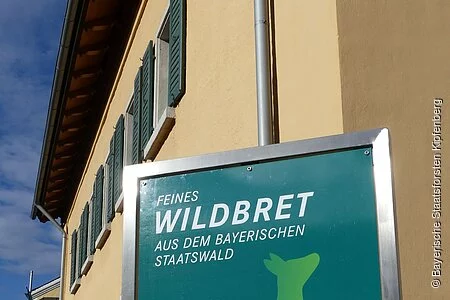 FEINES
WILDBRET
AUS DEM BAYERISCHEN
STAATSWALD
© Bayerische Staatsforsten Kipfenberg